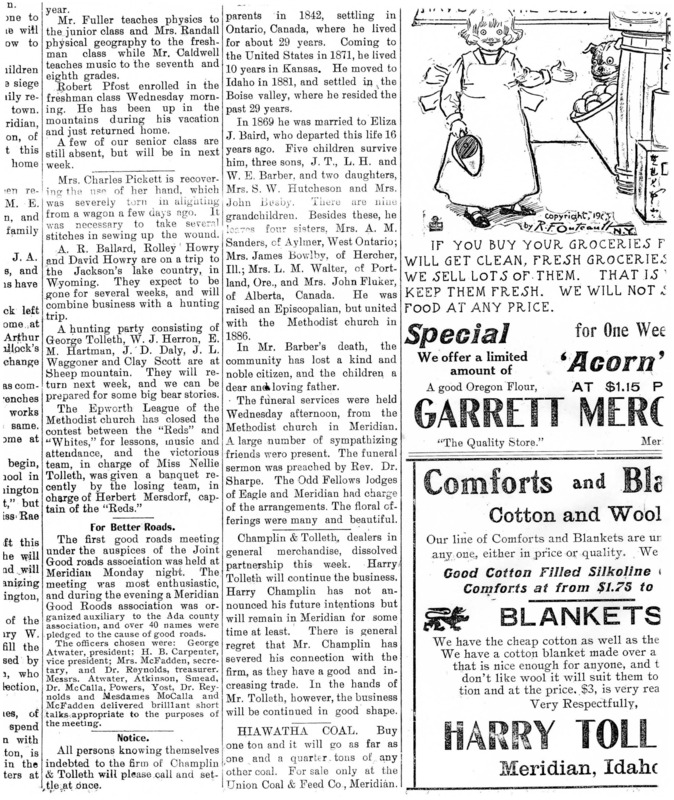 n.
one to
ie will
ow to
ildren
e siege
ily re-
town.
ridian,
on, of
t this
home
en re-
M. E.
n, and
family
J. A.
s, and
is have
ck left
ome at
Arthur
llock's
change
as com-
renches
works
same.
ome at
begin,
ool in
ington
t," but
iss Rae
ft this
he will
ad will
anizing
ington,
of the
ry W.
fill the
sed by
n, who
ection,
es, of
spend
n with
ton, is
in the
ters at
year.
Mr. Fuller teaches physics to
the junior class and Mrs. Randall
physical geography to the fresh-
man class while Mr. Caldwell
teaches music to the seventh and
eighth grades.
Robert Pfost enrolled in the
freshman class Wednesday morn-
ing. He has been up in the
mountains during his vacation
and just returned home.
A few of our senior class are
still absent, but will be in next
week.
Mrs. Charles Pickett is recover-
ing the use of her hand, which
was severely torn in alighting
from a wagon a few days ago. It
was necessary to take several
stitches in sewing up the wound.
A. R. Ballard, Rolley Howry
and David Howry are on a trip to
the Jackson's lake country, in
Wyoming. They expect to be
gone for several weeks, and will
combine business with a hunting
trip.
A hunting party consisting of
George Tolleth, W. J. Herron, E.
M. Hartman, J. D. Daly, J. L.
Waggoner and Clay Scott are at
Sheep mountain. They will re-
turn next week, and we can be
prepared for some big bear stories.
The Epworth League of the
Methodist church has closed the
contest between the "Reds" and
"Whites," for lessons, music and
attendance, and the victorious
team, in charge of Miss Nellie
Tolleth, was given a banquet re-
cently by the losing team, in
charge of Herbert Mersdorf, cap-
tain of the "Reds."
For Better Roads.
The first good roads meeting
under the auspices of the Joint
Good roads association was held at
Meridian Monday night. The
meeting was most enthusiastic,
and during the evening a Meridian
Good Roods association was or-
ganized auxiliary to the Ada county
association, and over 40 names were
pledged to the cause of good roads.
The officers chosen were: George
Atwater, president; H. B. Carpenter,
vice president; Mrs. McFadden, secre-
tary, and Dr. Reynolds, treasurer.
Messrs. Atwater, Atkinson, Smead,
Dr. McCalla, Powers, Yost, Dr. Rey-
nolds and Mesdames McCalla and
McFadden delivered brilliant short
talks appropriate to the purposes of
the meeting.
Notice.
All persons knowing themselves
indebted to the firm of Champlin
& Tolleth will please call and set-
tle at once.
parents in 1842, settling in
Ontario, Canada, where he lived
for about 29 years. Coming to
the United States in 1871, he lived
10 years in Kansas. He moved to
Idaho in 1881, and settled in the
Boise valley, where he resided the
past 29 years.
In 1869 he was married to Eliza
J. Baird, who departed this life 16
years ago. Five children survive
him, three sons, J. T., L. H. and
W. E. Barber, and two daughters,
Mrs. S. W. Hutcheson and Mrs.
John Besby. There are nine
grandchildren. Besides these, he
leaves four sisters, Mrs. A. M.
Sanders, of Aylmer, West Ontario;
Mrs. James Bowlby, of Hercher,
Ill.; Mrs. L. M. Walter, of Port-
land, Ore., and Mrs. John Fluker,
of Alberta, Canada. He was
raised an Episcopalian, but united
with the Methodist church in
1886.
In Mr. Barber's death, the
community has lost a kind and
noble citizen, and the children a
dear and loving father.
The funeral services were held
Wednesday afternoon, from the
Methodist church in Meridian.
A large number of sympathizing
friends were present. The funeral
sermon was preached by Rev. Dr.
Sharpe. The Odd Fellows lodges
of Eagle and Meridian had charge
of the arrangements. The floral of-
ferings were many and beautiful.
Champlin & Tolleth, dealers in
general merchandise, dissolved
partnership this week. Harry
Tolleth will continue the business.
Harry Champlin has not an-
nounced his future intentions but
will remain in Meridian for some
time at least. There is general
regret that Mr. Champlin has
severed his connection with the
firm, as they have a good and in-
creasing trade. In the hands of
Mr. Tolleth, however, the business
will be continued in good shape.
HIAWATHA COAL. Buy
one ton and it will go as far as
one and a quarter tons of any
other coal. For sale only at the
Union Coal & Feed Co., Meridian.
copyright,
by R.F. Outcault
N.Y.
IF YOU BUY YOUR GROCERIES F
WILL GET CLEAN, FRESH GROCERIES
WE SELL LOTS OF THEM. THAT IS
KEEP THEM FRESH. WE WILL NOT S
FOOD AT ANY PRICE.
Special for One Wee
We offer a limited
amount of 'Acorn'
A good Oregon Flour, AT $1.15 P
GARRETT MERC
"The Quality Store." Mer
Comforts and Bla
Cotton and Wool
Our line of Comforts and Blankets are un
any one, either in price or quality. We
Good Cotton Filled Silkoline
Comforts at from $1.75 to
BLANKETS
We have the cheap cotton as well as the
We have a cotton blanket made over a
that is nice enough for anyone, and t
don't like wool it will suit them to
tion and at the price, $3, is very rea
Very Respectfully,
HARRY TOLL
Meridian, Idaho